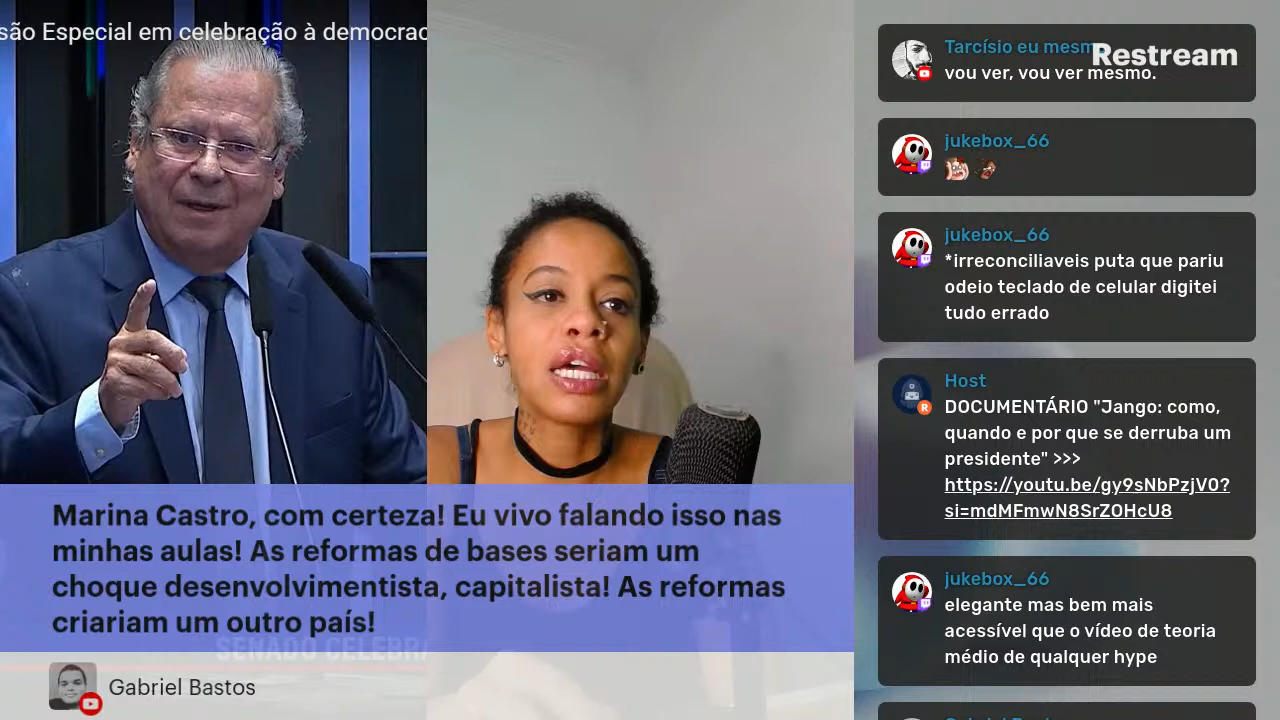 são Especial em celebração à democrac
Marina Castro, com certeza! Eu vivo falando isso nas
minhas aulas! As reformas de bases seriam um
choque desenvolvimentista, capitalista! As reformas
criariam um outro país!
SENADO CELEBRA
Gabriel Bastos
Restream
Tarcísio eu mesm
vou ver, vou ver mesmo.
jukebox_66
jukebox_66
*irreconciliaveis puta que pariu
odeio teclado de celular digitei
tudo errado
Host
DOCUMENTÁRIO "Jango: como,
quando e por que se derruba um
presidente" >>>
https://youtu.be/gy9sNbPzjV0?
si=mdMFmwN8SrZOHcU8
jukebox_66
elegante mas bem mais
acessível que o vídeo de teoria
médio de qualquer hype